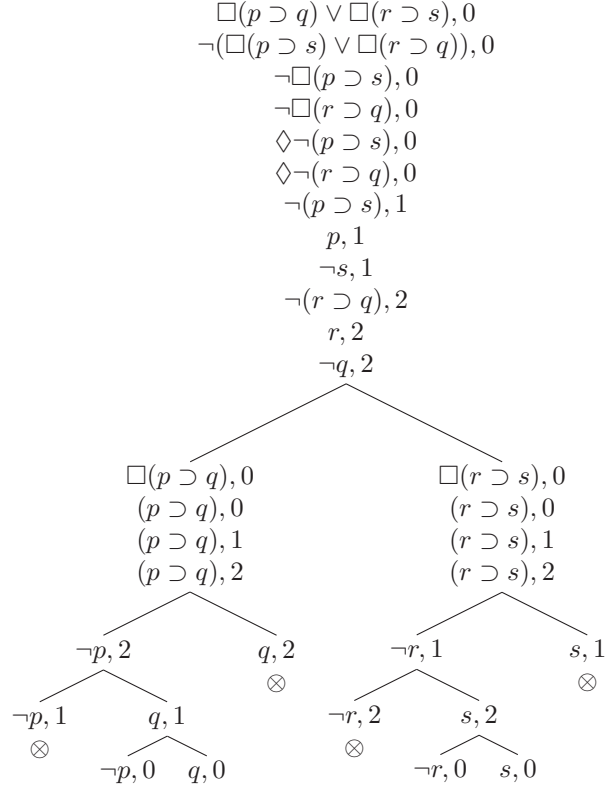 □(p ⊃ q) ∨ □(r ⊃ s), 0
¬(□(p ⊃ s) ∨ □(r ⊃ q)), 0
¬□(p ⊃ s), 0
¬□(r ⊃ q), 0
◊¬(p ⊃ s), 0
◊¬(r ⊃ q), 0
¬(p ⊃ s), 1
p, 1
¬s, 1
¬(r ⊃ q), 2
r, 2
¬q, 2
□(p ⊃ q), 0 □(r ⊃ s), 0
(p ⊃ q), 0 (r ⊃ s), 0
(p ⊃ q), 1 (r ⊃ s), 1
(p ⊃ q), 2 (r ⊃ s), 2
¬p, 2 q, 2 ¬r, 1 s, 1
⊗ ⊗
¬p, 1 q, 1 ¬r, 2 s, 2
⊗ ⊗
¬p, 0 q, 0 ¬r, 0 s, 0